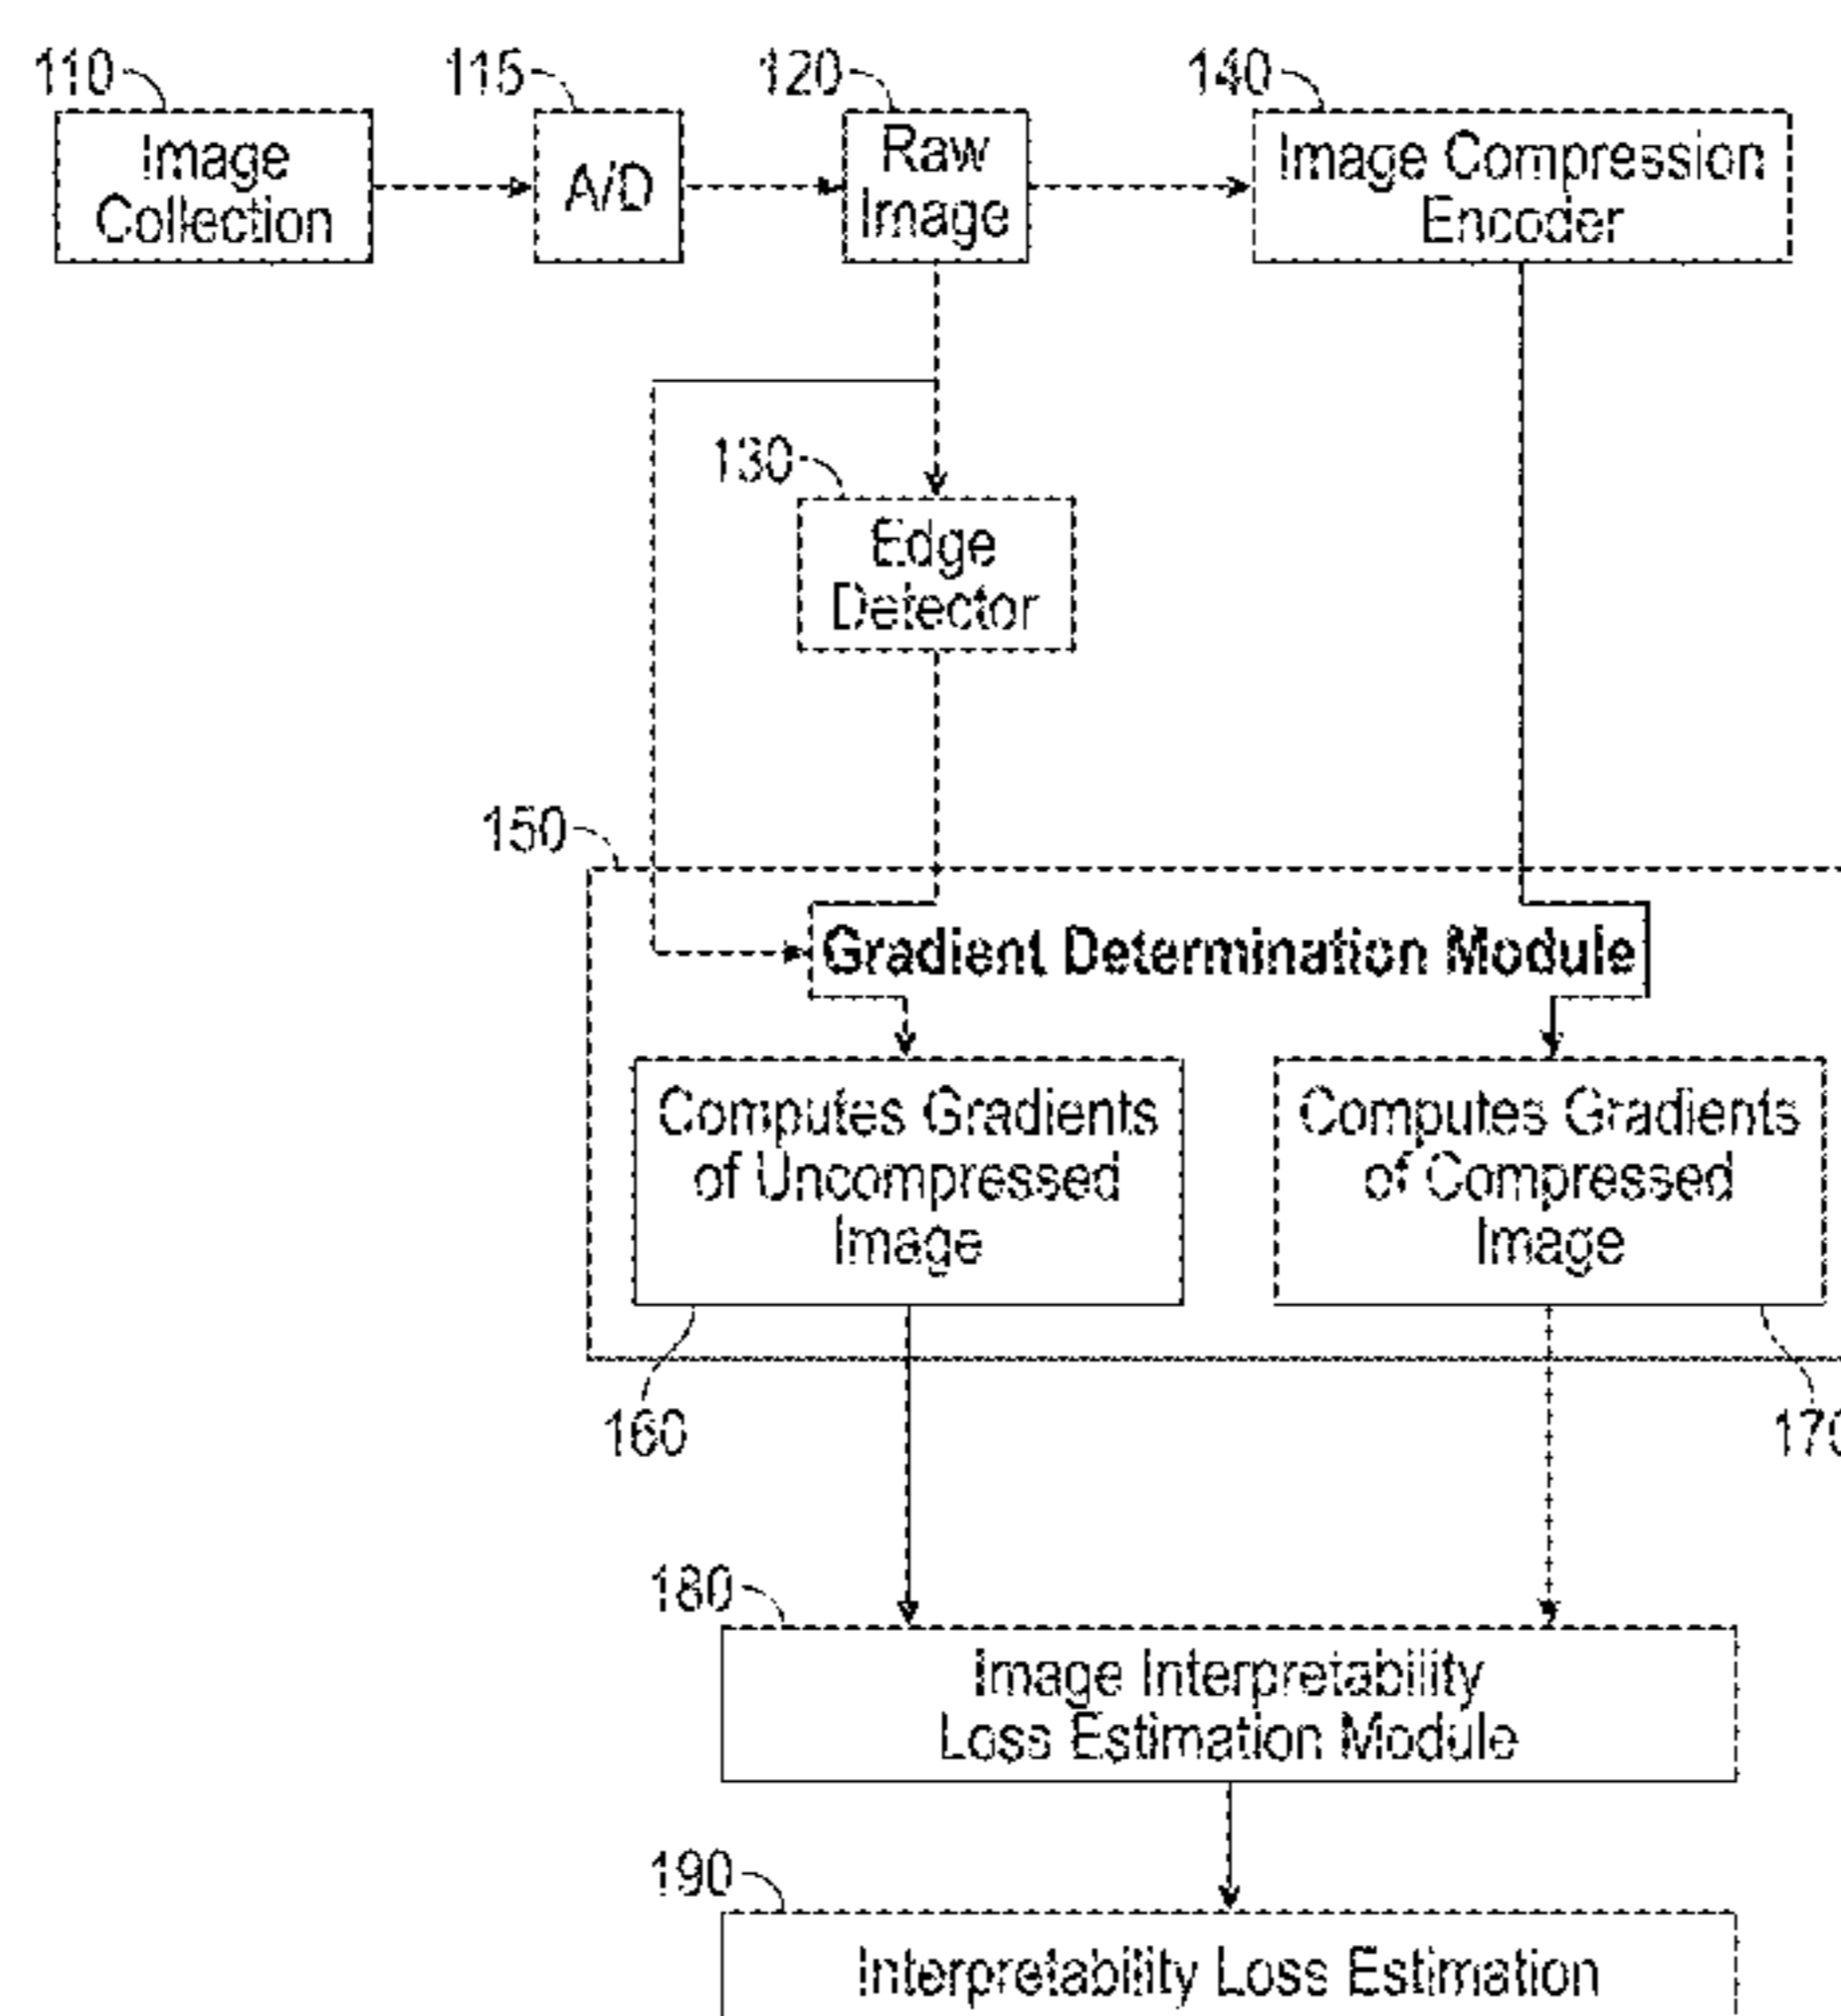 110
115
120
140
Image
Collection
A/D
Raw
Image
Image Compression
Encoder
130
Edge
Detector
150
Gradient Determination Module
Computes Gradients
of Uncompressed
Image
Computes Gradients
of Compressed
Image
160
170
180
Image Interpretability
Loss Estimation Module
190
Interpretability Loss Estimation